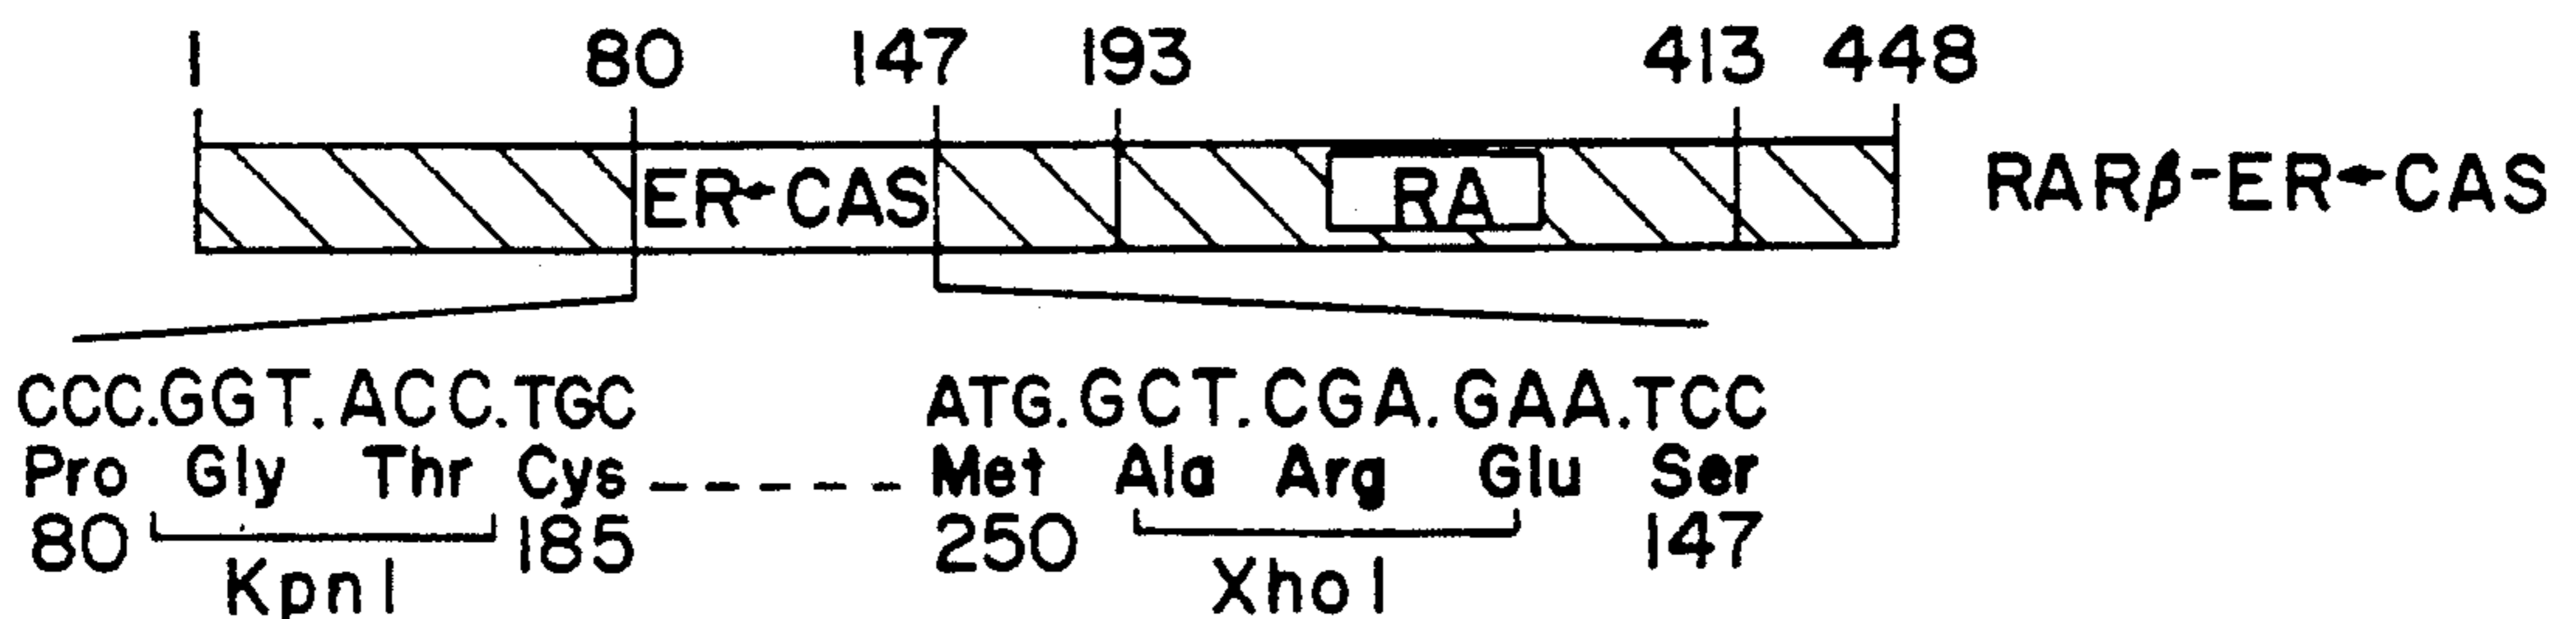 1 80 147 193 413 448
ER←CAS RA RARβ-ER←CAS
CCC.GGT.ACC.TGC ATG.GCT.CGA.GAA.TCC
Pro Gly Thr Cys ----- Met Ala Arg Glu Ser
80 185 250 147
KpnI XhoI